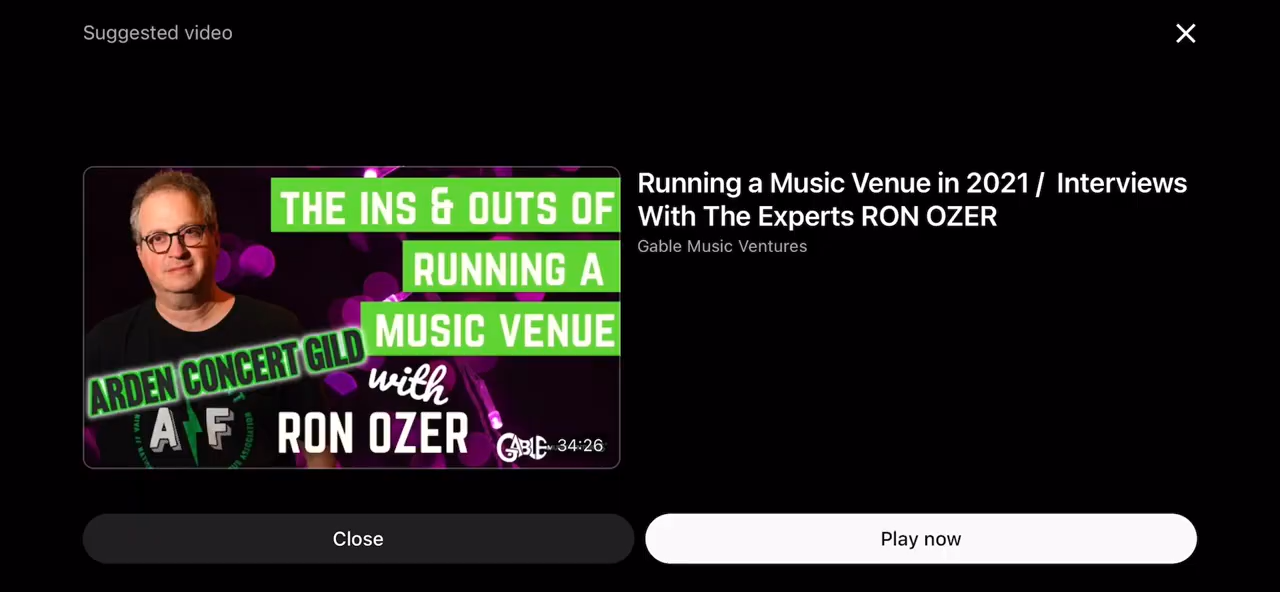 Suggested video
THE INS & OUTS OF
RUNNING A
MUSIC VENUE
ARDEN CONCERT GILD
with
RON OZER
A F
GABLE
34:26
Running a Music Venue in 2021 / Interviews
With The Experts RON OZER
Gable Music Ventures
Close
Play now